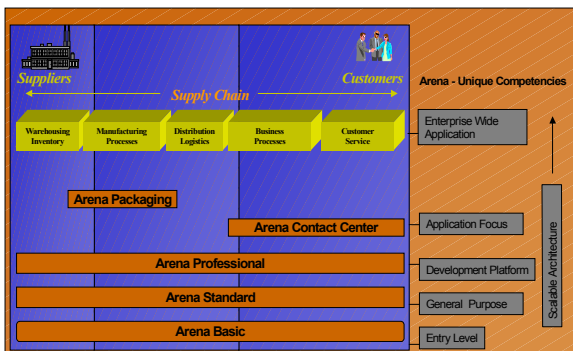 Suppliers
Customers
Arena - Unique Competencies
Supply Chain
Warehousing
Inventory
Manufacturing
Processes
Distribution
Logistics
Business
Processes
Customer
Service
Enterprise Wide
Application
Arena Packaging
Arena Contact Center
Application Focus
Arena Professional
Development Platform
Arena Standard
General Purpose
Arena Basic
Entry Level
Scalable Architecture